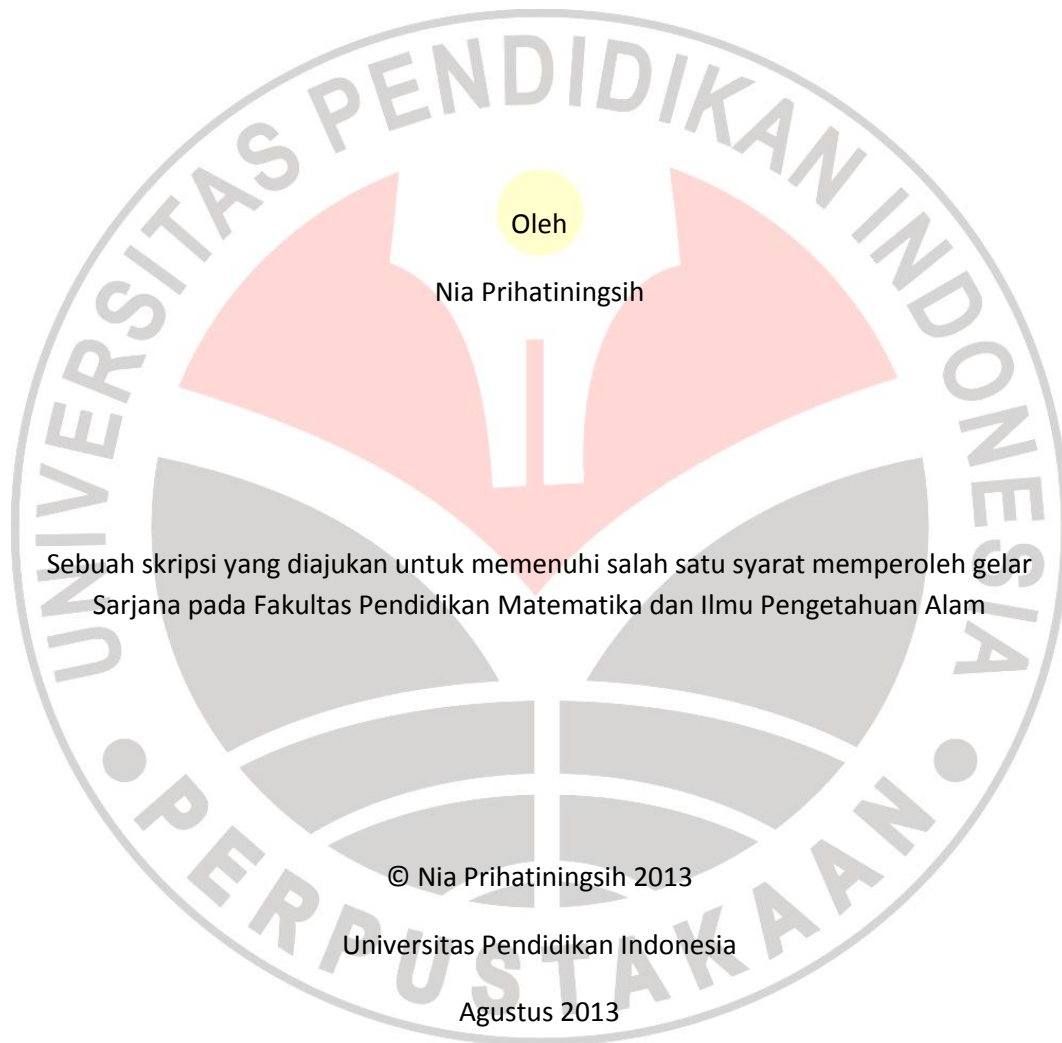 UNIVERSITAS PENDIDIKAN INDONESIA
Oleh
Nia Prihatiningsih
Sebuah skripsi yang diajukan untuk memenuhi salah satu syarat memperoleh gelar
Sarjana pada Fakultas Pendidikan Matematika dan Ilmu Pengetahuan Alam
© Nia Prihatiningsih 2013
Universitas Pendidikan Indonesia
Agustus 2013
PERPUSTAKAAN